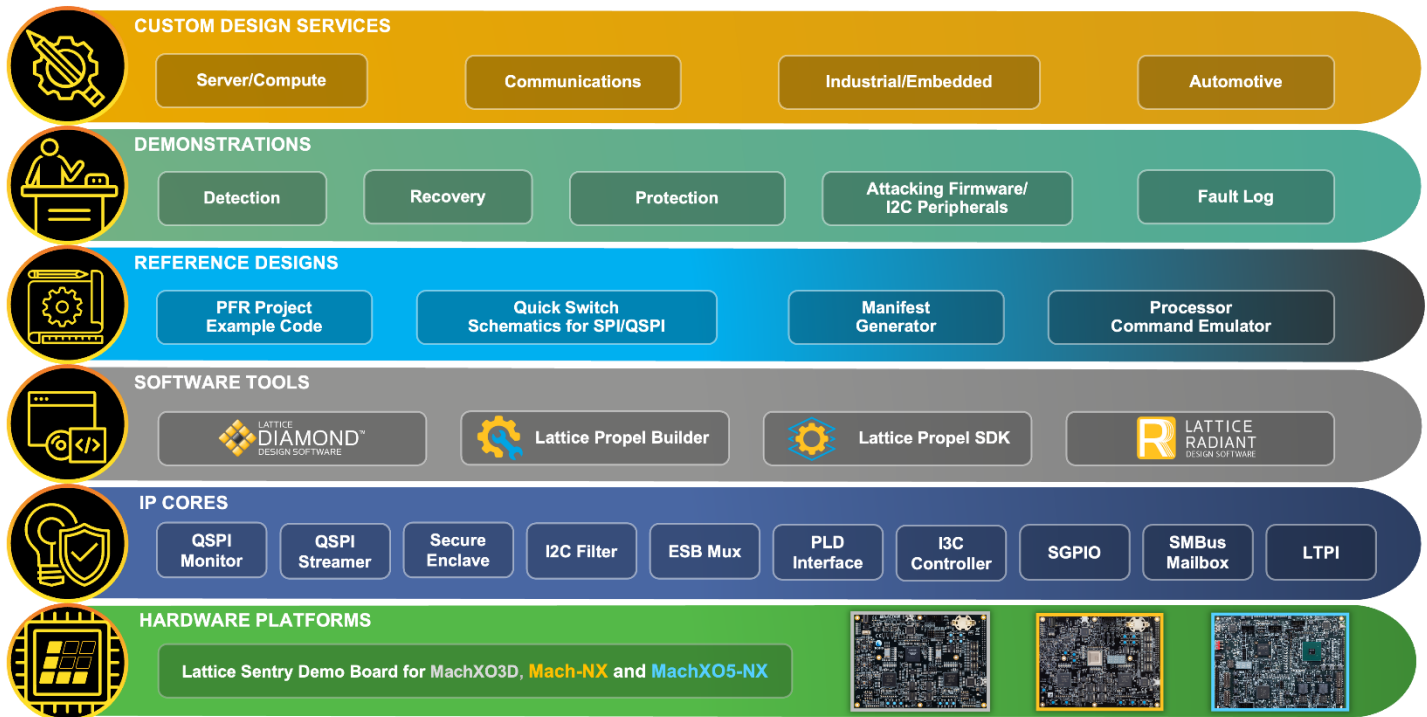 CUSTOM DESIGN SERVICES
Server/Compute
Communications
Industrial/Embedded
Automotive
DEMONSTRATIONS
Detection
Recovery
Protection
Attacking Firmware/
I2C Peripherals
Fault Log
REFERENCE DESIGNS
PFR Project
Example Code
Quick Switch
Schematics for SPI/QSPI
Manifest
Generator
Processor
Command Emulator
SOFTWARE TOOLS
LATTICE
DIAMOND™
DESIGN SOFTWARE
Lattice Propel Builder
Lattice Propel SDK
LATTICE
RADIANT
DESIGN SOFTWARE
IP CORES
QSPI
Monitor
QSPI
Streamer
Secure
Enclave
I2C Filter
ESB Mux
PLD
Interface
I3C
Controller
SGPIO
SMBus
Mailbox
LTPI
HARDWARE PLATFORMS
Lattice Sentry Demo Board for MachXO3D, Mach-NX and MachXO5-NX